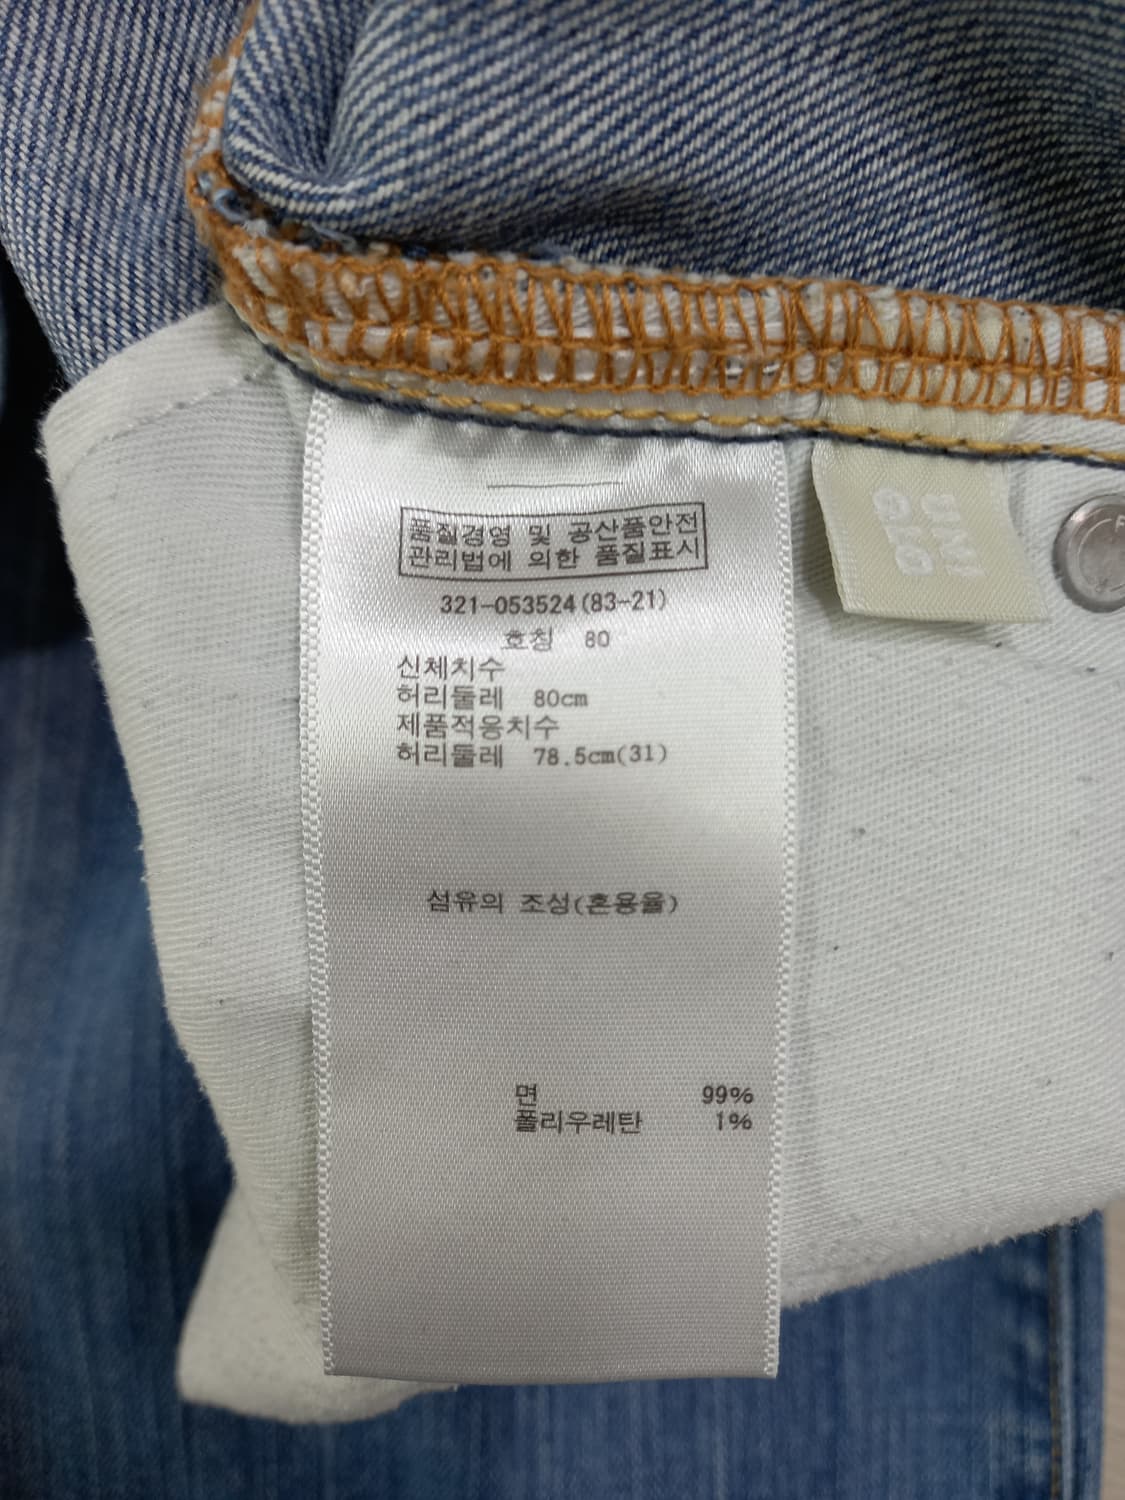 품질경영 및 공산품안전
관리법에 의한 품질표시
321-053524(83-21)
호칭 80
신체치수
허리둘레 80cm
제품적응치수
허리둘레 78.5cm(31)
섬유의 조성(혼용율)
면 99%
폴리우레탄 1%
UNI
QLO